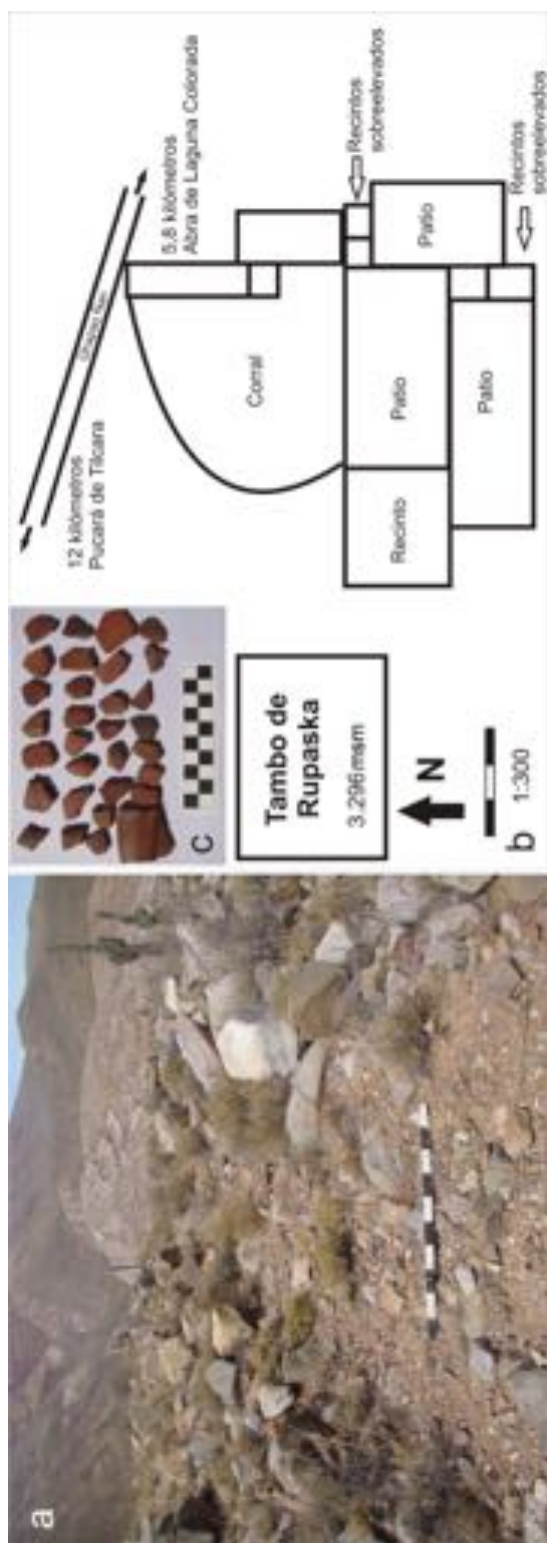 a
c
Tambo de
Rupaska
3.296msm
N
b 1:300
12 kilómetros
Pucará de Tilcara
5.8 kilómetros
Abra de Laguna Colorada
Corral
Recintos
sobreelevados
Recinto
Patio
Patio
Patio
Recintos
sobreelevados